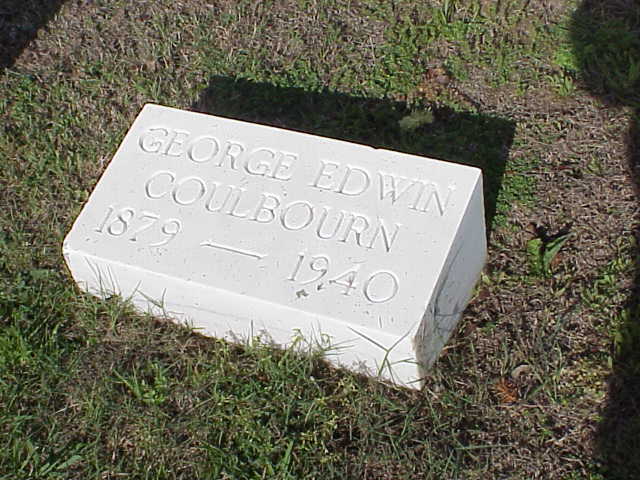 GEORGE EDWIN
COULBOURN
1879 — 1940